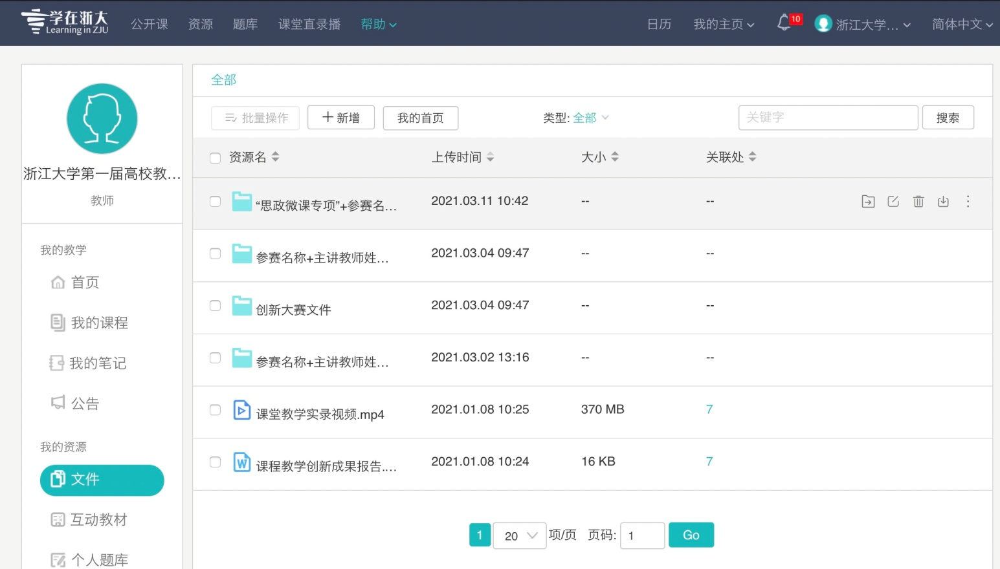 学在浙大
Learning in ZJU
公开课 资源 题库 课堂直录播 帮助 日历 我的主页 10 浙江大学... 简体中文
浙江大学第一届高校教...
教师
我的教学
首页
我的课程
我的笔记
公告
我的资源
文件
互动教材
个人题库
全部
批量操作 +新增 我的首页 类型: 全部 关键字 搜索
资源名 上传时间 大小 关联处
“思政微课专项”+参赛名... 2021.03.11 10:42 -- --
参赛名称+主讲教师姓... 2021.03.04 09:47 -- --
创新大赛文件 2021.03.04 09:47 -- --
参赛名称+主讲教师姓... 2021.03.02 13:16 -- --
课堂教学实录视频.mp4 2021.01.08 10:25 370 MB 7
W 课程教学创新成果报告.... 2021.01.08 10:24 16 KB 7
1 20 项/页 页码: 1 Go